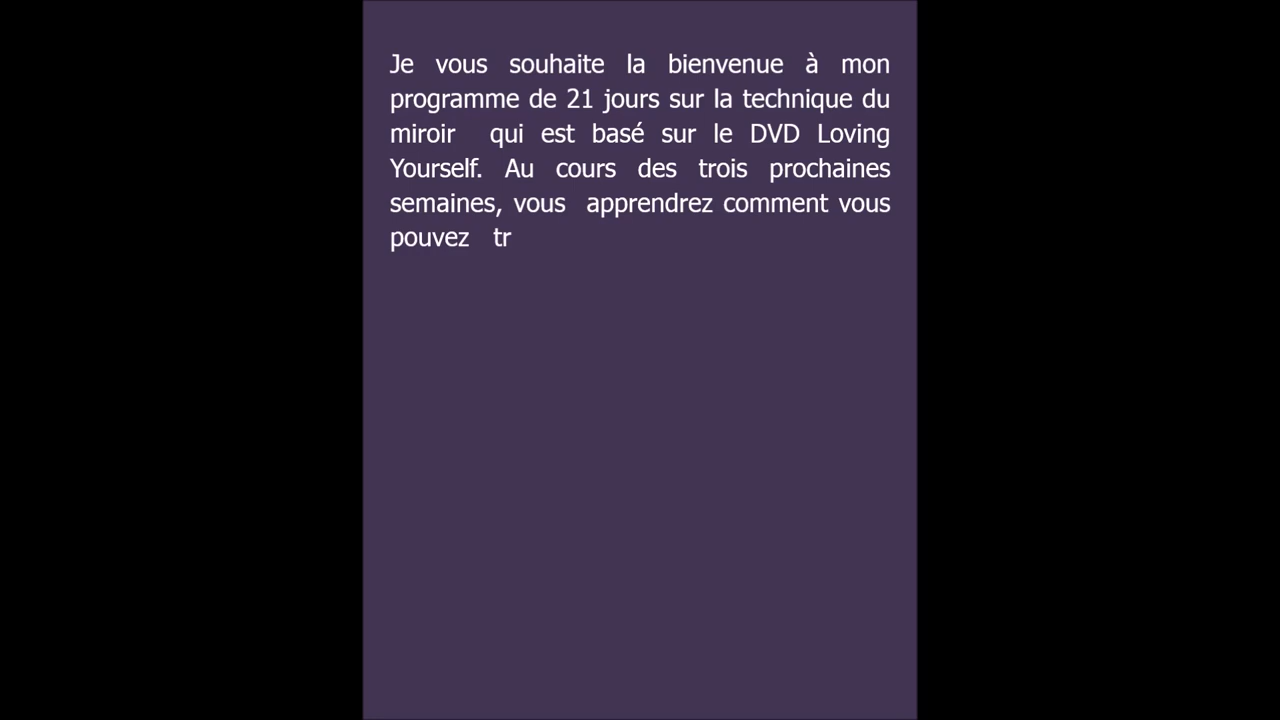 Je vous souhaite la bienvenue à mon
programme de 21 jours sur la technique du
miroir qui est basé sur le DVD Loving
Yourself. Au cours des trois prochaines
semaines, vous apprendrez comment vous
pouvez tr